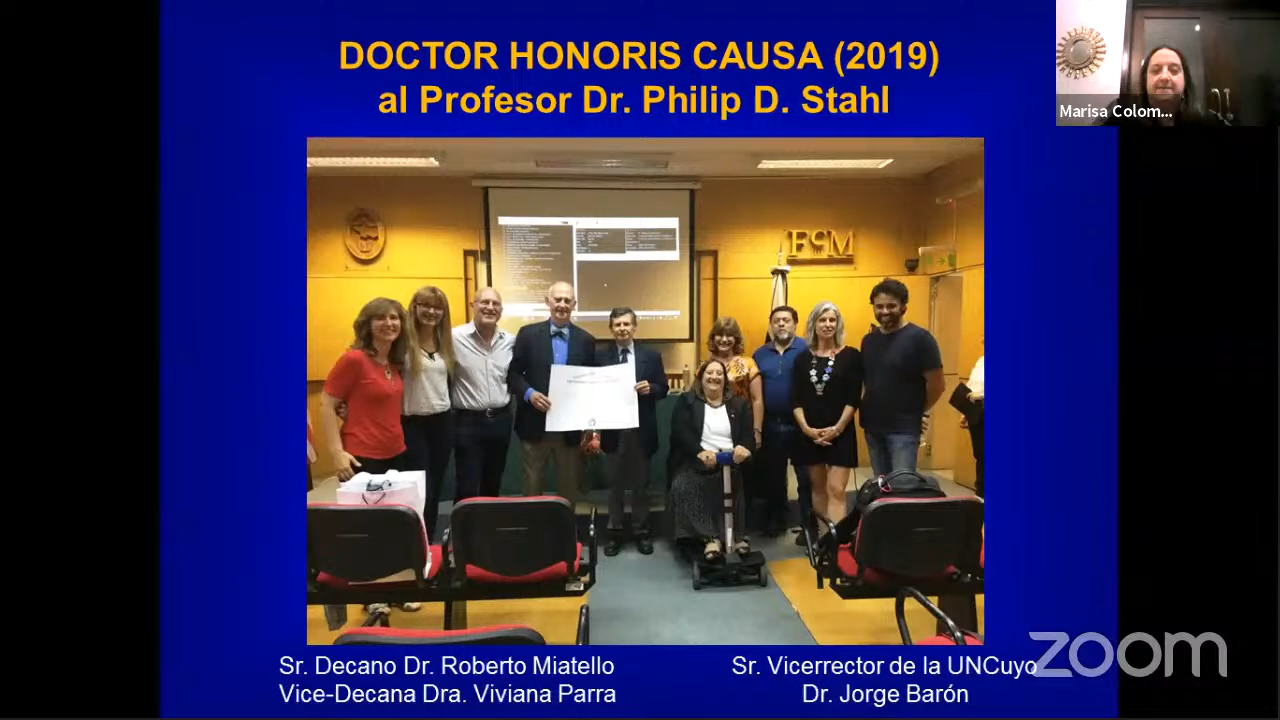 DOCTOR HONORIS CAUSA (2019)
al Profesor Dr. Philip D. Stahl
Marisa Colom...
FCM
Sr. Decano Dr. Roberto Miatello
Vice-Decana Dra. Viviana Parra
Sr. Vicerrector de la UNCuyo
Dr. Jorge Barón
zoom